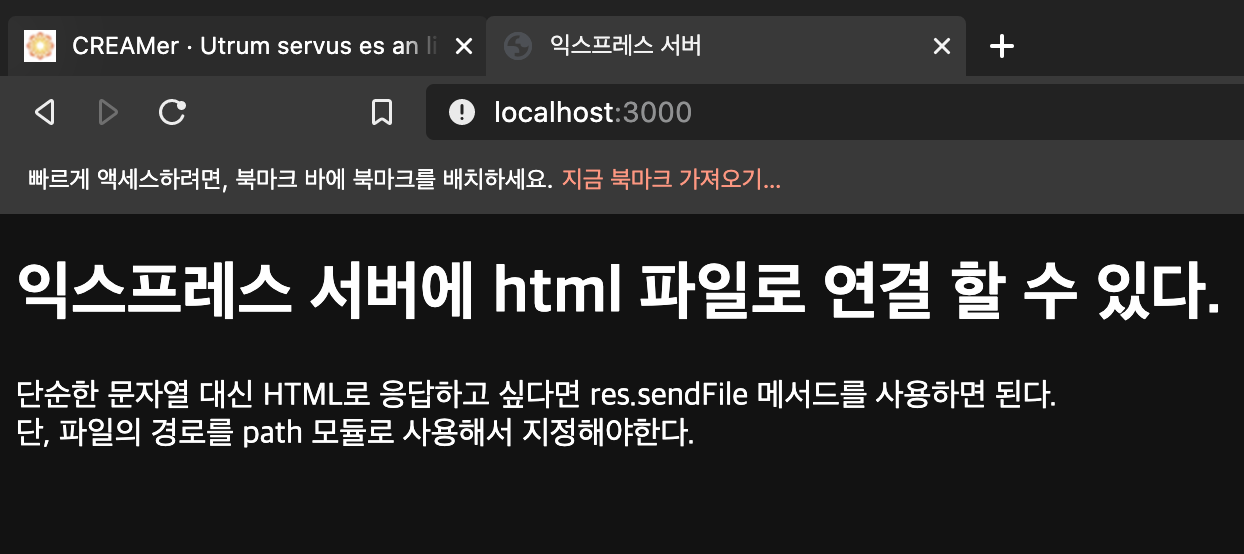 CREAMer · Utrum servus es an li
익스프레스 서버
localhost:3000
빠르게 액세스하려면, 북마크 바에 북마크를 배치하세요. 지금 북마크 가져오기...
익스프레스 서버에 html 파일로 연결 할 수 있다.
단순한 문자열 대신 HTML로 응답하고 싶다면 res.sendFile 메서드를 사용하면 된다.
단, 파일의 경로를 path 모듈로 사용해서 지정해야한다.